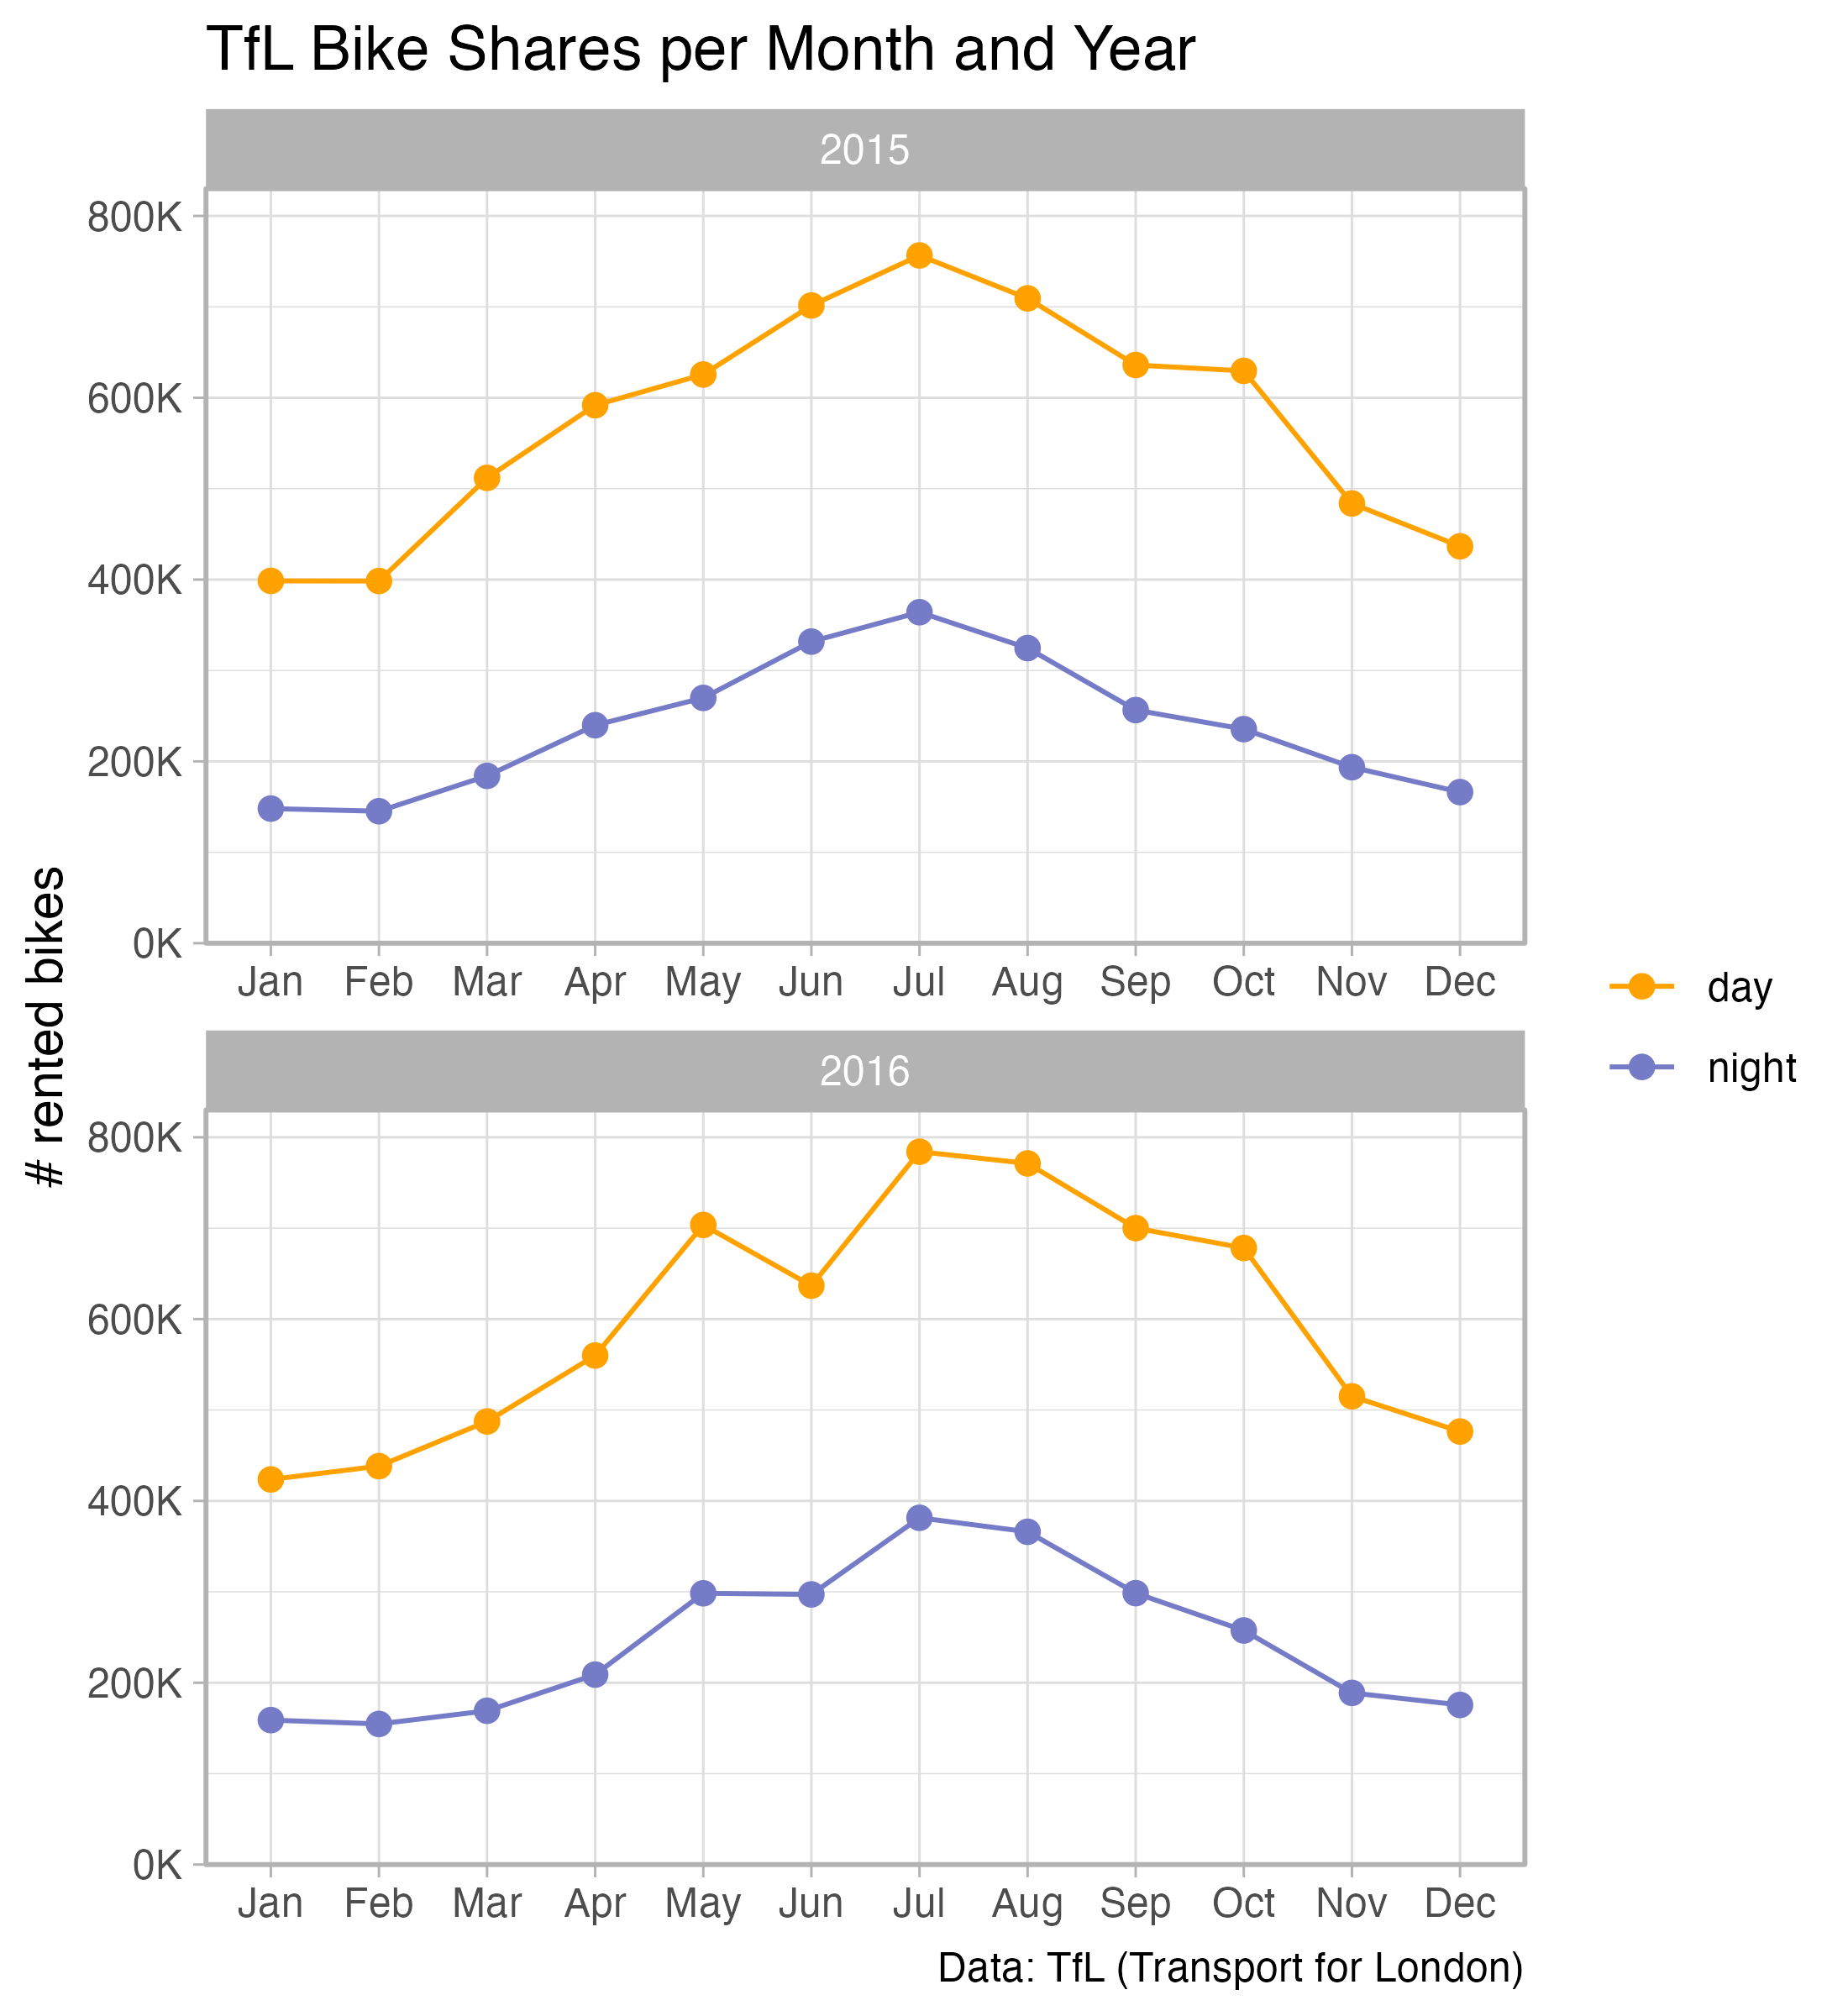 TfL Bike Shares per Month and Year
2015
800K
600K
400K
200K
0K
Jan Feb Mar Apr May Jun Jul Aug Sep Oct Nov Dec
# rented bikes
day
night
2016
800K
600K
400K
200K
0K
Jan Feb Mar Apr May Jun Jul Aug Sep Oct Nov Dec
Data: TfL (Transport for London)